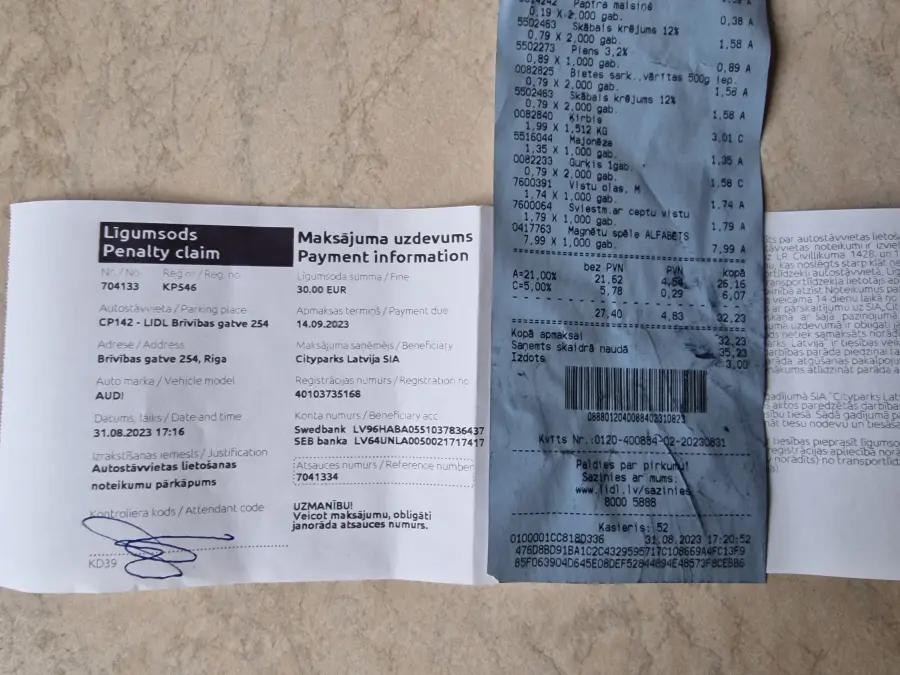 Līgumsods
Penalty claim
Nr. / No. Reģ.nr / Reg. no.
704133 KPS46
Autostāvvieta / Parking place
CP142 - LIDL Brīvības gatve 254
Adrese / Address
Brīvības gatve 254, Riga
Auto marka / Vehicle model
AUDI
Datums, laiks / Date and time
31.08.2023 17:16
Izrakstīšanas iemesls / Justification
Autostāvvietas lietošanas
noteikumu pārkāpums
Kontroliera kods / Attendant code
KD39
Maksājuma uzdevums
Payment information
Līgumsoda summa / Fine
30.00 EUR
Apmaksas termiņš / Payment due
14.09.2023
Maksājuma saņēmējs / Beneficiary
Cityparks Latvija SIA
Reģistrācijas numurs / Registration no
40103735168
Konta numurs / Beneficiary acc
Swedbank LV96HABA0551037836437
SEB banka LV64UNLA0050021717417
Atsauces numurs / Reference number
7041334
UZMANĪBU!
Veicot maksājumu, obligāti
janorāda atsauces numurs.
Papīra maisiņš
0,19 X 2,000 gab. 0,38 A
5502463 Skābais krējums 12%
0,79 X 2,000 gab. 1,58 A
5502273 Piens 3,2%
0,89 X 1,000 gab. 0,89 A
0082825 Bietes sark.,vārītas 500g iep.
0,79 X 2,000 gab. 1,58 A
5502463 Skābais krējums 12%
0,79 X 2,000 gab. 1,58 A
0082840 Ķirbis
1,99 X 1,512 KG 3,01 C
5516044 Majonēze
1,35 X 1,000 gab. 1,35 A
0082233 Gurķis 1gab.
0,79 X 2,000 gab. 1,58 C
7600391 Vistu olas, M
1,74 X 1,000 gab. 1,74 A
7600064 Sviestm.ar ceptu vistu
1,79 X 1,000 gab. 1,79 A
0417763 Magnētu spēle ALFABĒTS
7,99 X 1,000 gab. 7,99 A
bez PVN PVN kopā
A=21,00% 21,62 4,54 26,16
C=5,00% 5,78 0,29 6,07
27,40 4,83 32,23
Kopā apmaksai 32,23
Saņemts skaidrā naudā 35,23
Izdots 3,00
Kvīts Nr.:0120-400884-02-20230831
Paldies par pirkumu!
Sazinies ar mums:
www.lidl.lv/sazinies
8000 5888
Kasieris: 52
31.08.2023 17:20:52